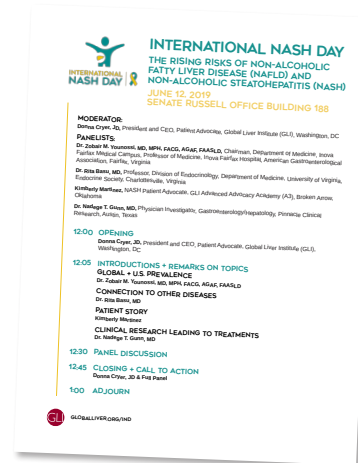 INTERNATIONAL
NASH DAY
INTERNATIONAL NASH DAY
THE RISING RISKS OF NON-ALCOHOLIC
FATTY LIVER DISEASE (NAFLD) AND
NON-ALCOHOLIC STEATOHEPATITIS (NASH)
JUNE 12, 2019
SENATE RUSSELL OFFICE BUILDING 188
MODERATOR:
Donna Cryer, JD, President and CEO, Patient Advocate, Global Liver Institute (GLI), Washington, DC
PANELISTS:
Dr. Zobair M. Younossi, MD, MPH, FACG, AGAF, FAASLD, Chairman, Department of Medicine, Inova
Fairfax Medical Campus, Professor of Medicine, Inova Fairfax Hospital, American Gastroenterological
Association, Fairfax, Virginia
Dr. Rita Basu, MD, Professor, Division of Endocrinology, Department of Medicine, University of Virginia,
Endocrine Society, Charlottesville, Virginia
Kimberly Martinez, NASH Patient Advocate, GLI Advanced Advocacy Academy (A3), Broken Arrow,
Oklahoma
Dr. Nadege T. Gunn, MD, Physician Investigator, Gastroenterology/Hepatology, Pinnacle Clinical
Research, Austin, Texas
12:00 OPENING
Donna Cryer, JD, President and CEO, Patient Advocate, Global Liver Institute (GLI),
Washington, DC
12:05 INTRODUCTIONS + REMARKS ON TOPICS
GLOBAL + U.S. PREVALENCE
Dr. Zobair M. Younossi, MD, MPH, FACG, AGAF, FAASLD
CONNECTION TO OTHER DISEASES
Dr. Rita Basu, MD
PATIENT STORY
Kimberly Martinez
CLINICAL RESEARCH LEADING TO TREATMENTS
Dr. Nadege T. Gunn, MD
12:30 PANEL DISCUSSION
12:45 CLOSING + CALL TO ACTION
Donna Cryer, JD & Full Panel
1:00 ADJOURN
GLI
GLOBALLIVER.ORG/IND